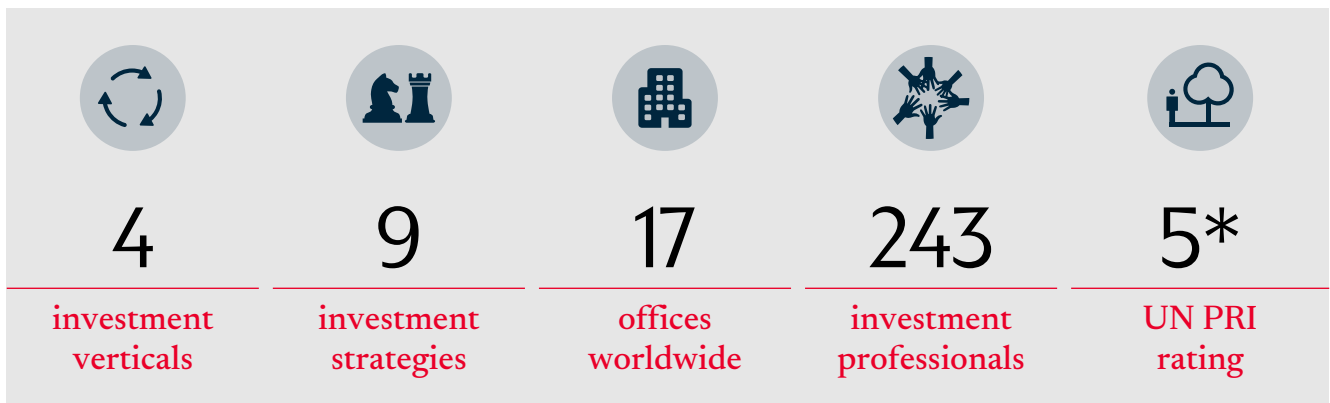 4
investment
verticals
9
investment
strategies
17
offices
worldwide
243
investment
professionals
5*
UN PRI
rating